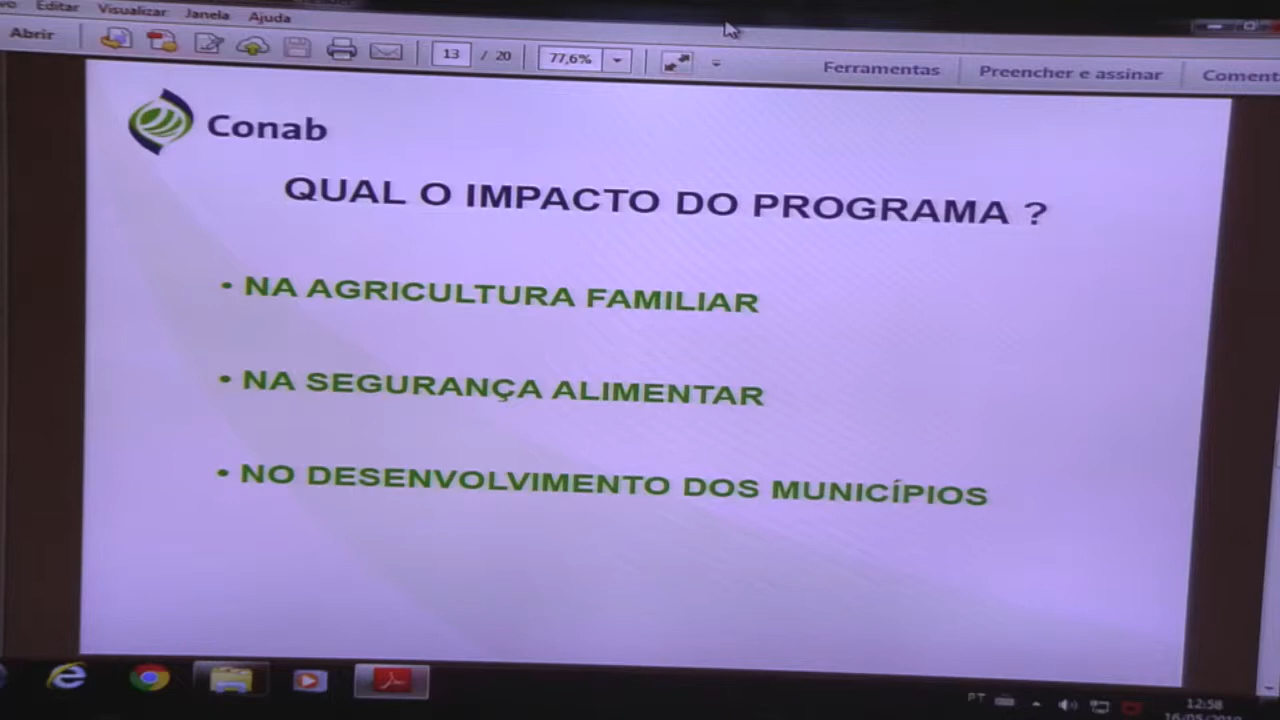 Editar Visualizar Janela Ajuda
Abrir 13 / 20 77,6% Ferramentas Preencher e assinar Coment
Conab
QUAL O IMPACTO DO PROGRAMA ?
• NA AGRICULTURA FAMILIAR
• NA SEGURANÇA ALIMENTAR
• NO DESENVOLVIMENTO DOS MUNICÍPIOS
PT 12:58